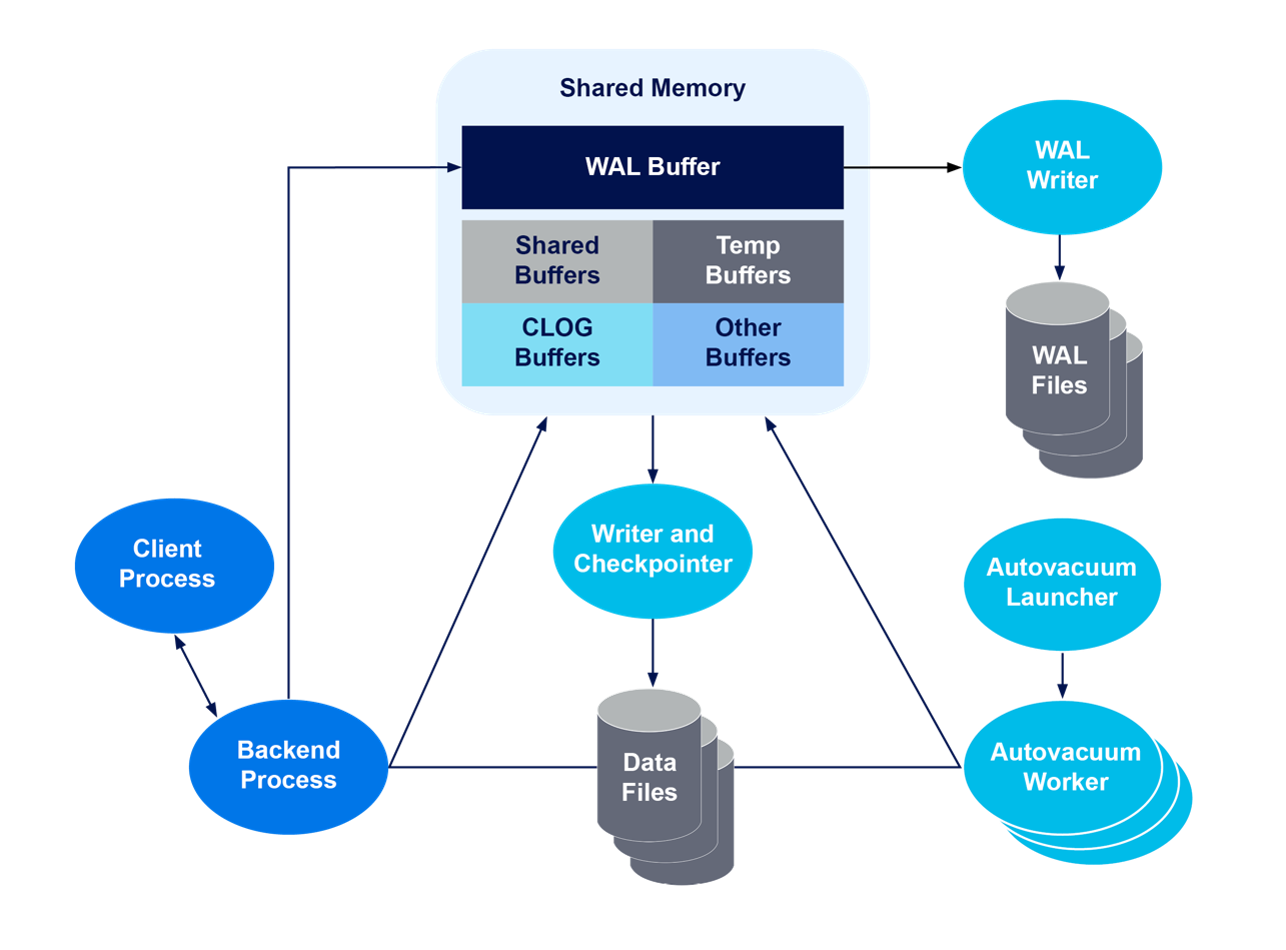 Shared Memory
WAL Buffer
WAL
Writer
Shared
Buffers
Temp
Buffers
CLOG
Buffers
Other
Buffers
WAL
Files
Client
Process
Writer and
Checkpointer
Autovacuum
Launcher
Backend
Process
Data
Files
Autovacuum
Worker